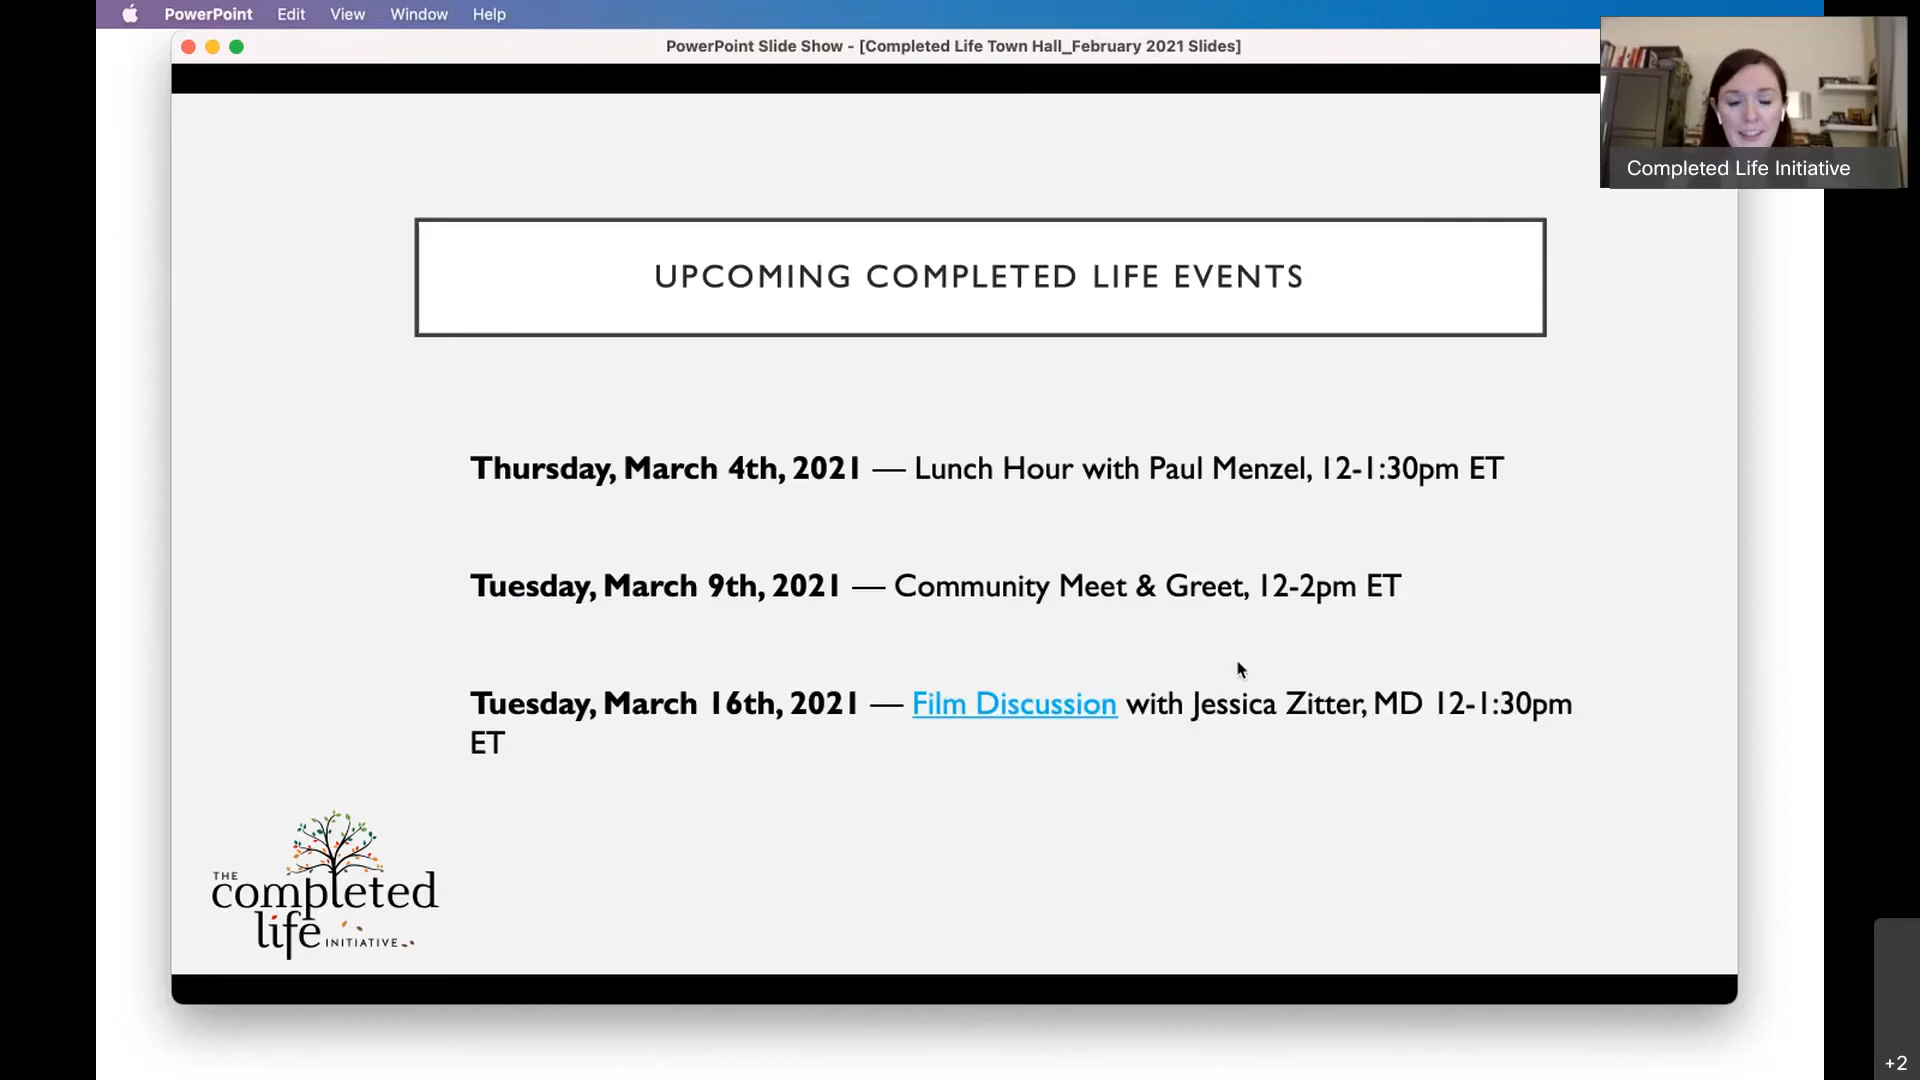 PowerPoint Edit View Window Help
PowerPoint Slide Show - [Completed Life Town Hall_February 2021 Slides]
Completed Life Initiative
UPCOMING COMPLETED LIFE EVENTS
Thursday, March 4th, 2021 — Lunch Hour with Paul Menzel, 12-1:30pm ET
Tuesday, March 9th, 2021 — Community Meet & Greet, 12-2pm ET
Tuesday, March 16th, 2021 — Film Discussion with Jessica Zitter, MD 12-1:30pm
ET
THE
completed
life INITIATIVE
+2